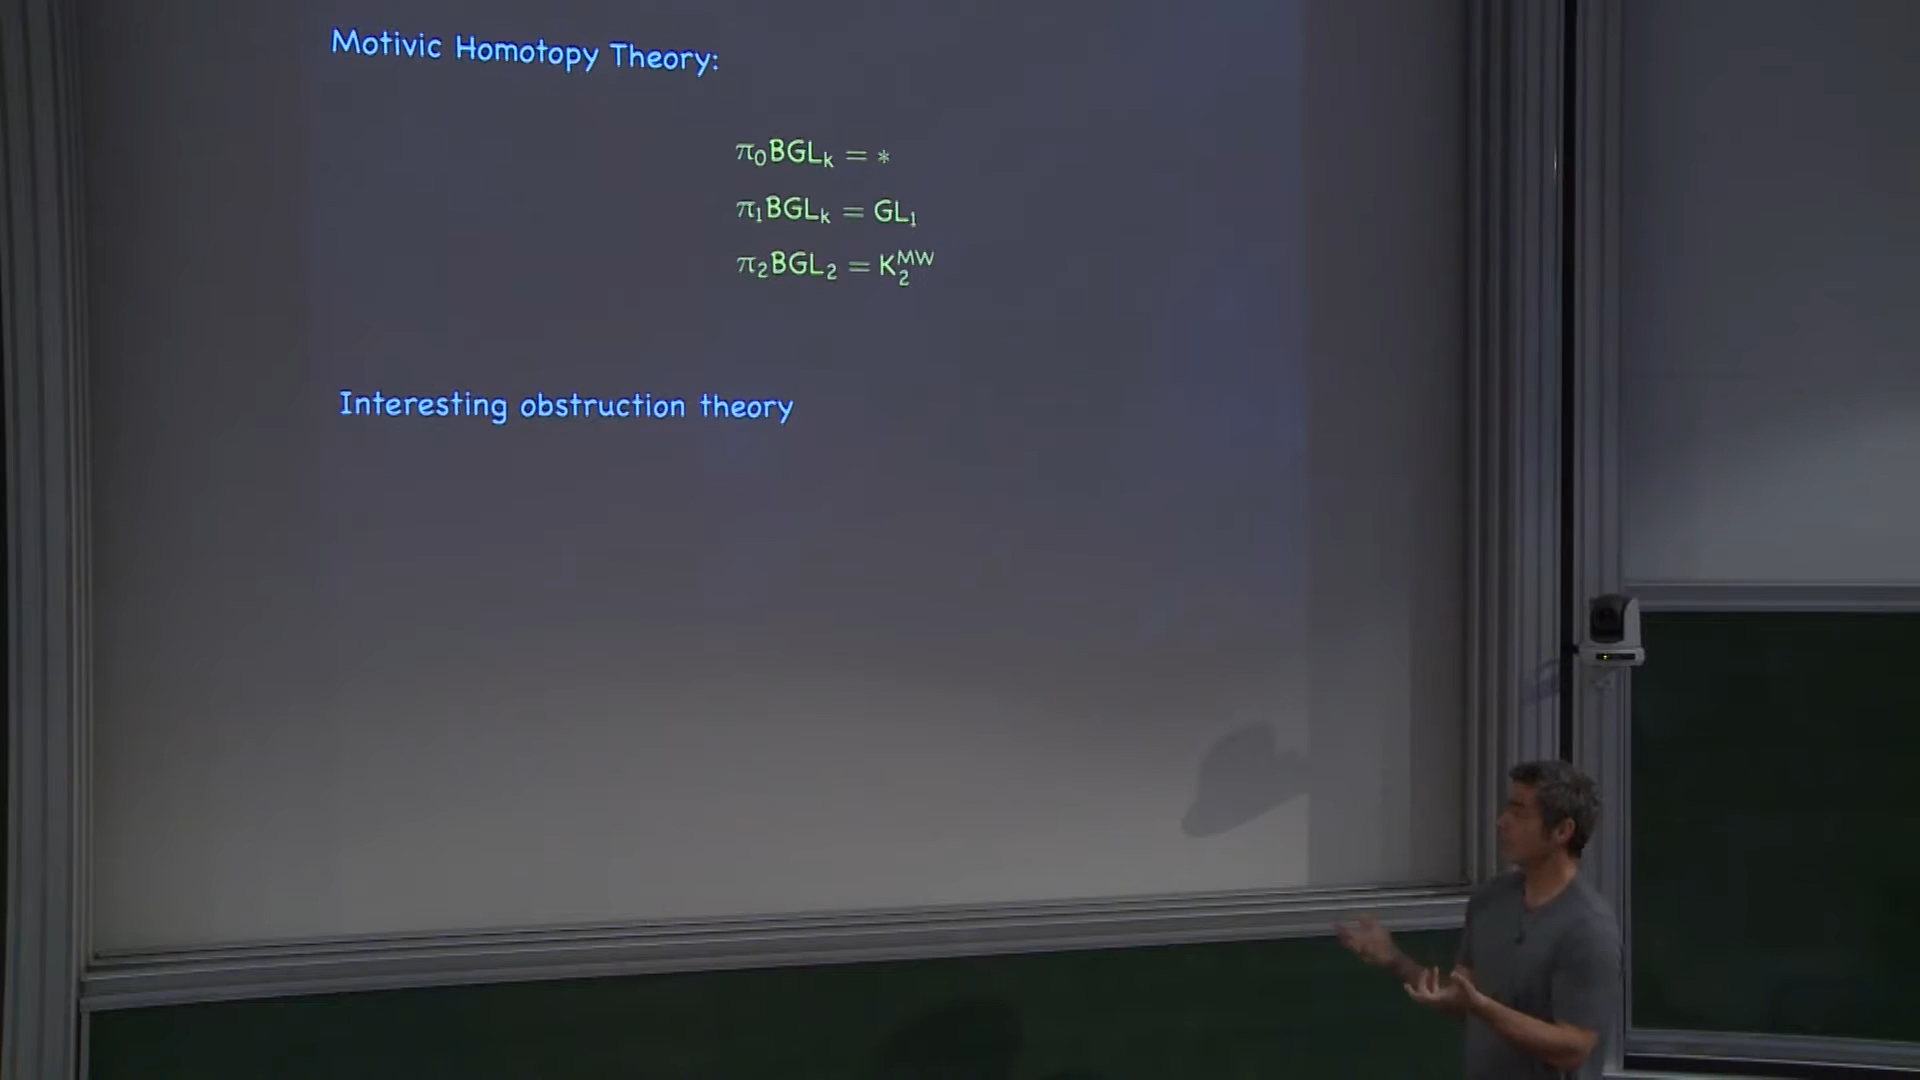 Motivic Homotopy Theory:
π₀BGLₖ = *
π₁BGLₖ = GL₁
π₂BGL₂ = K₂ᴹᵂ
Interesting obstruction theory